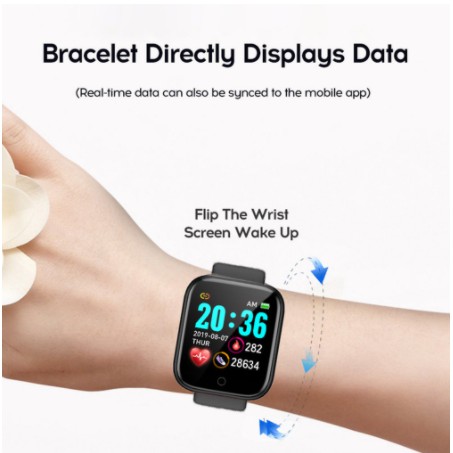 Bracelet Directly Displays Data
(Real-time data can also be synced to the mobile app)
Flip The Wrist
Screen Wake Up
AM
20:36
2019-08-07
THUR
282
28634